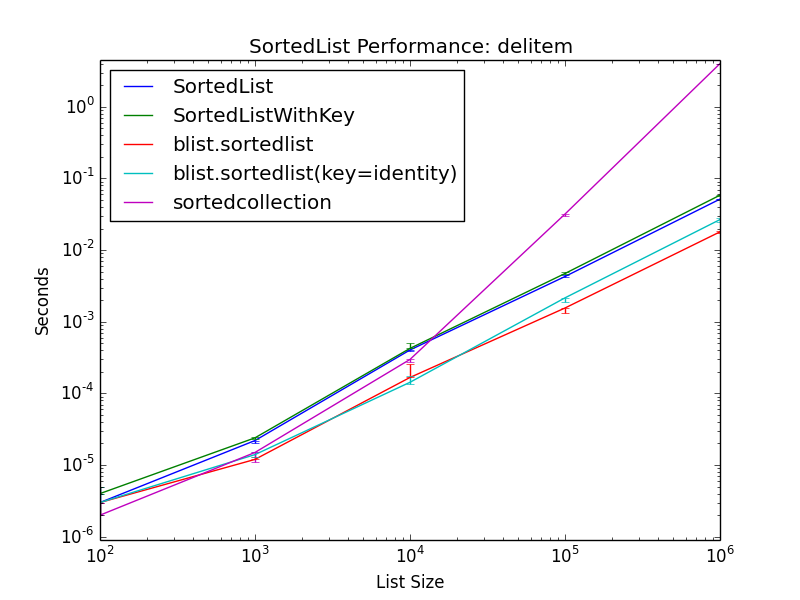 SortedList Performance: delitem
SortedList
SortedListWithKey
blist.sortedlist
blist.sortedlist(key=identity)
sortedcollection
Seconds
10^0
10^-1
10^-2
10^-3
10^-4
10^-5
10^-6
10^2 10^3 10^4 10^5 10^6
List Size